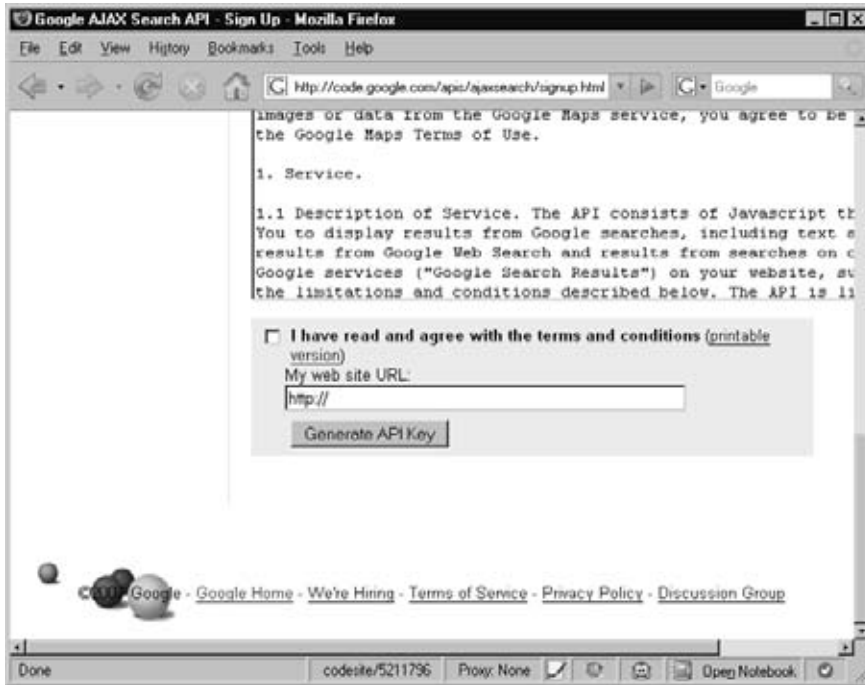 Google AJAX Search API - Sign Up - Mozilla Firefox
File Edit View History Bookmarks Tools Help
http://code.google.com/apis/ajaxsearch/signup.html Google
images or data from the Google Maps service, you agree to be
the Google Maps Terms of Use.
1. Service.
1.1 Description of Service. The API consists of Javascript th
You to display results from Google searches, including text s
results from Google Web Search and results from searches on o
Google services ("Google Search Results") on your website, su
the limitations and conditions described below. The API is li
I have read and agree with the terms and conditions (printable
version)
My web site URL:
http://
Generate API Key
©2007 Google - Google Home - We're Hiring - Terms of Service - Privacy Policy - Discussion Group
Done codesite/5211796 Proxy: None Open Notebook